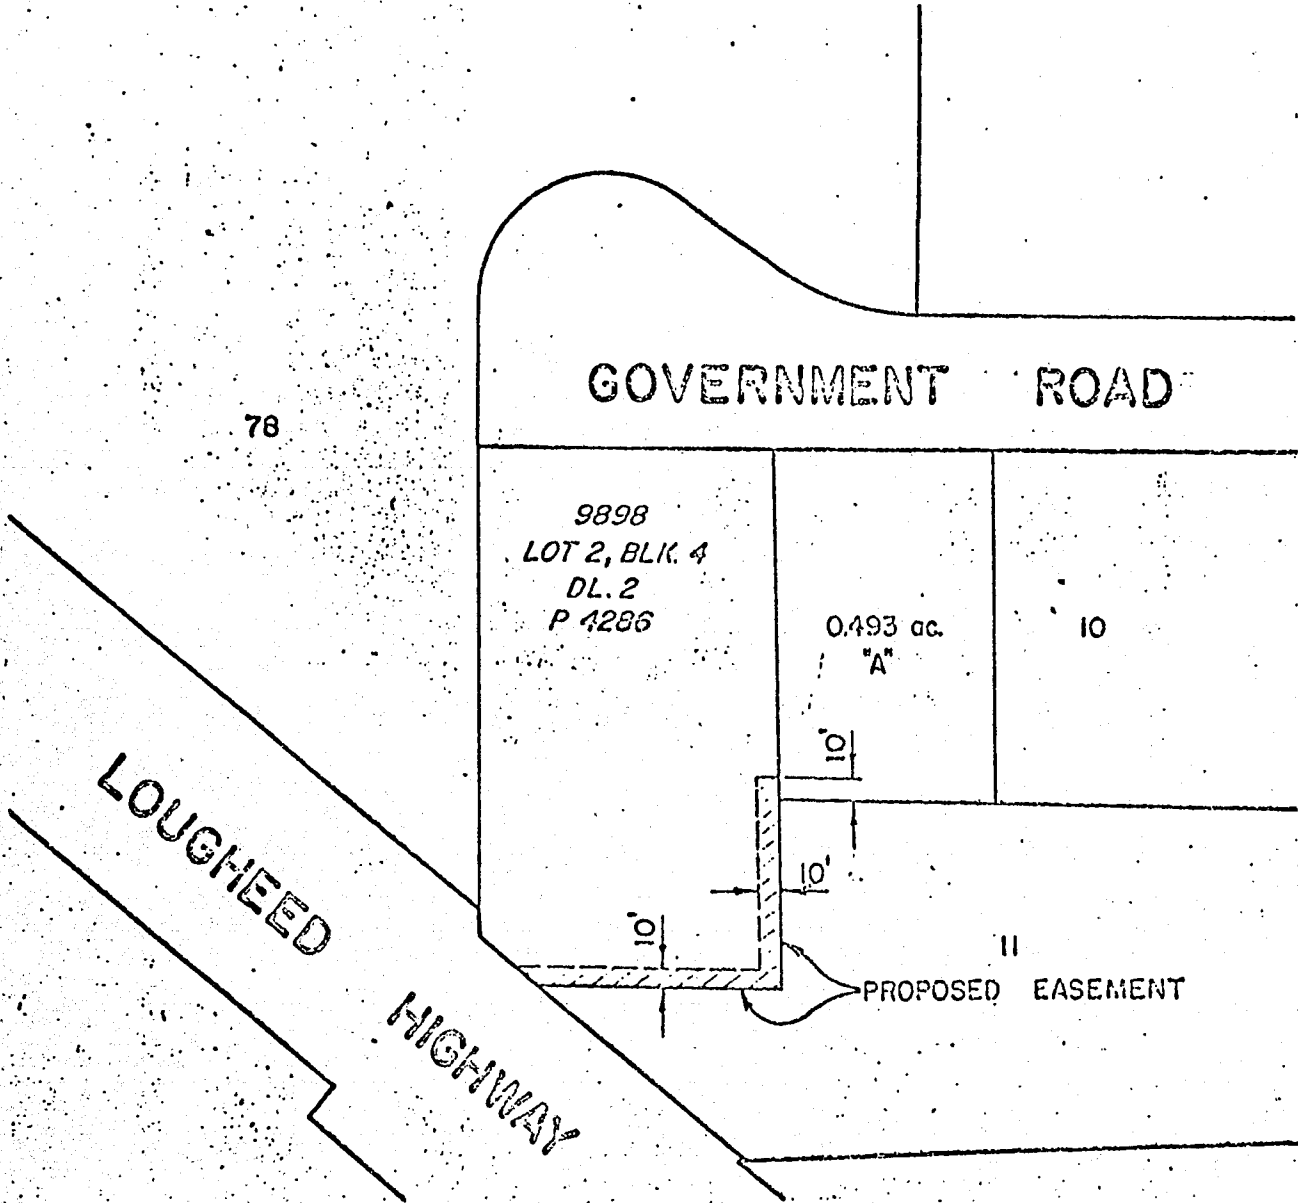 GOVERNMENT ROAD
78
9898
LOT 2, BLK. 4
DL. 2
P 4286
0.493 ac.
"A"
10
10'
LOUGHEED
10'
10'
11
PROPOSED EASEMENT
HIGHWAY